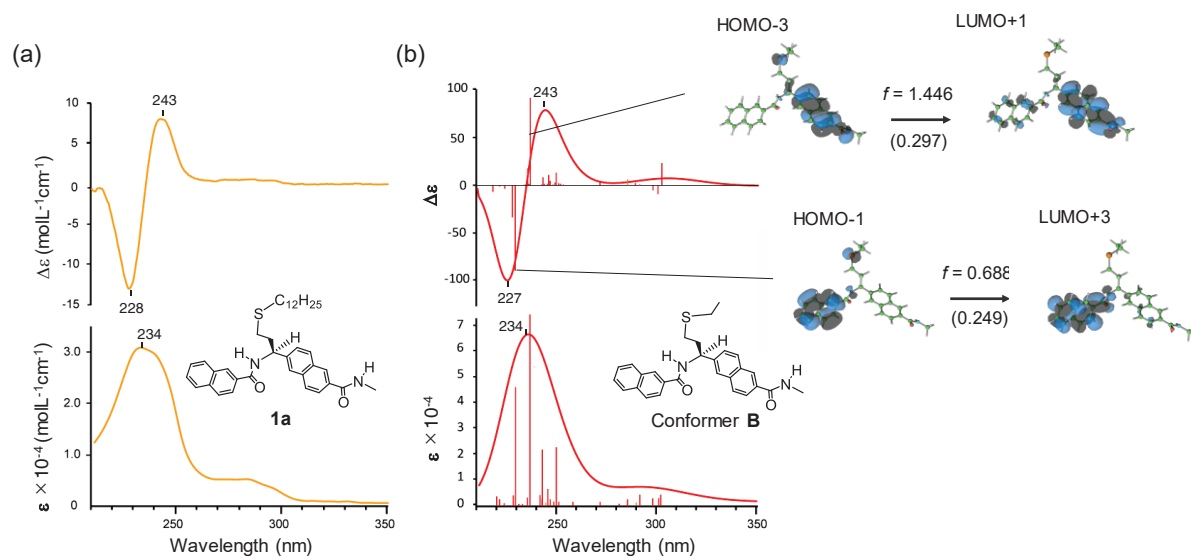 (a)
243
10
5
0
-5
-10
-15
Δε (molL⁻¹cm⁻¹)
228
S
C₁₂H₂₅
234
3.0
2.0
1.0
0
ε × 10⁻⁴ (molL⁻¹cm⁻¹)
H
N
H
O
H
N
O
1a
250
300
350
Wavelength (nm)
(b)
243
100
50
0
-50
-100
Δε
227
S
234
7
6
5
4
3
2
1
0
ε × 10⁻⁴
H
N
H
O
H
N
O
Conformer B
250
300
350
Wavelength (nm)
HOMO-3
LUMO+1
f = 1.446
(0.297)
HOMO-1
LUMO+3
f = 0.688
(0.249)